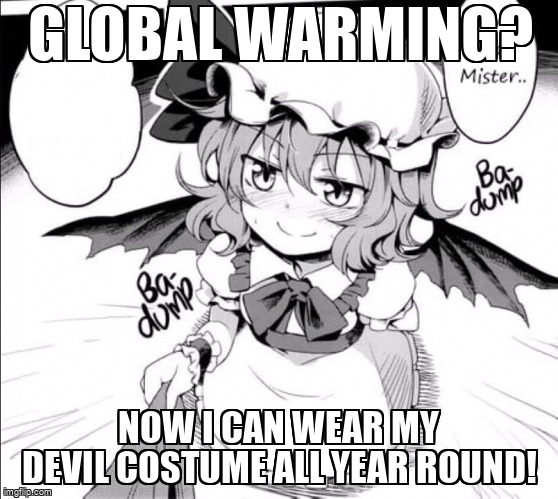 GLOBAL WARMING?
Mister..
Ba-
dump
Ba-
dump
NOW I CAN WEAR MY
DEVIL COSTUME ALL YEAR ROUND!
imgflip.com